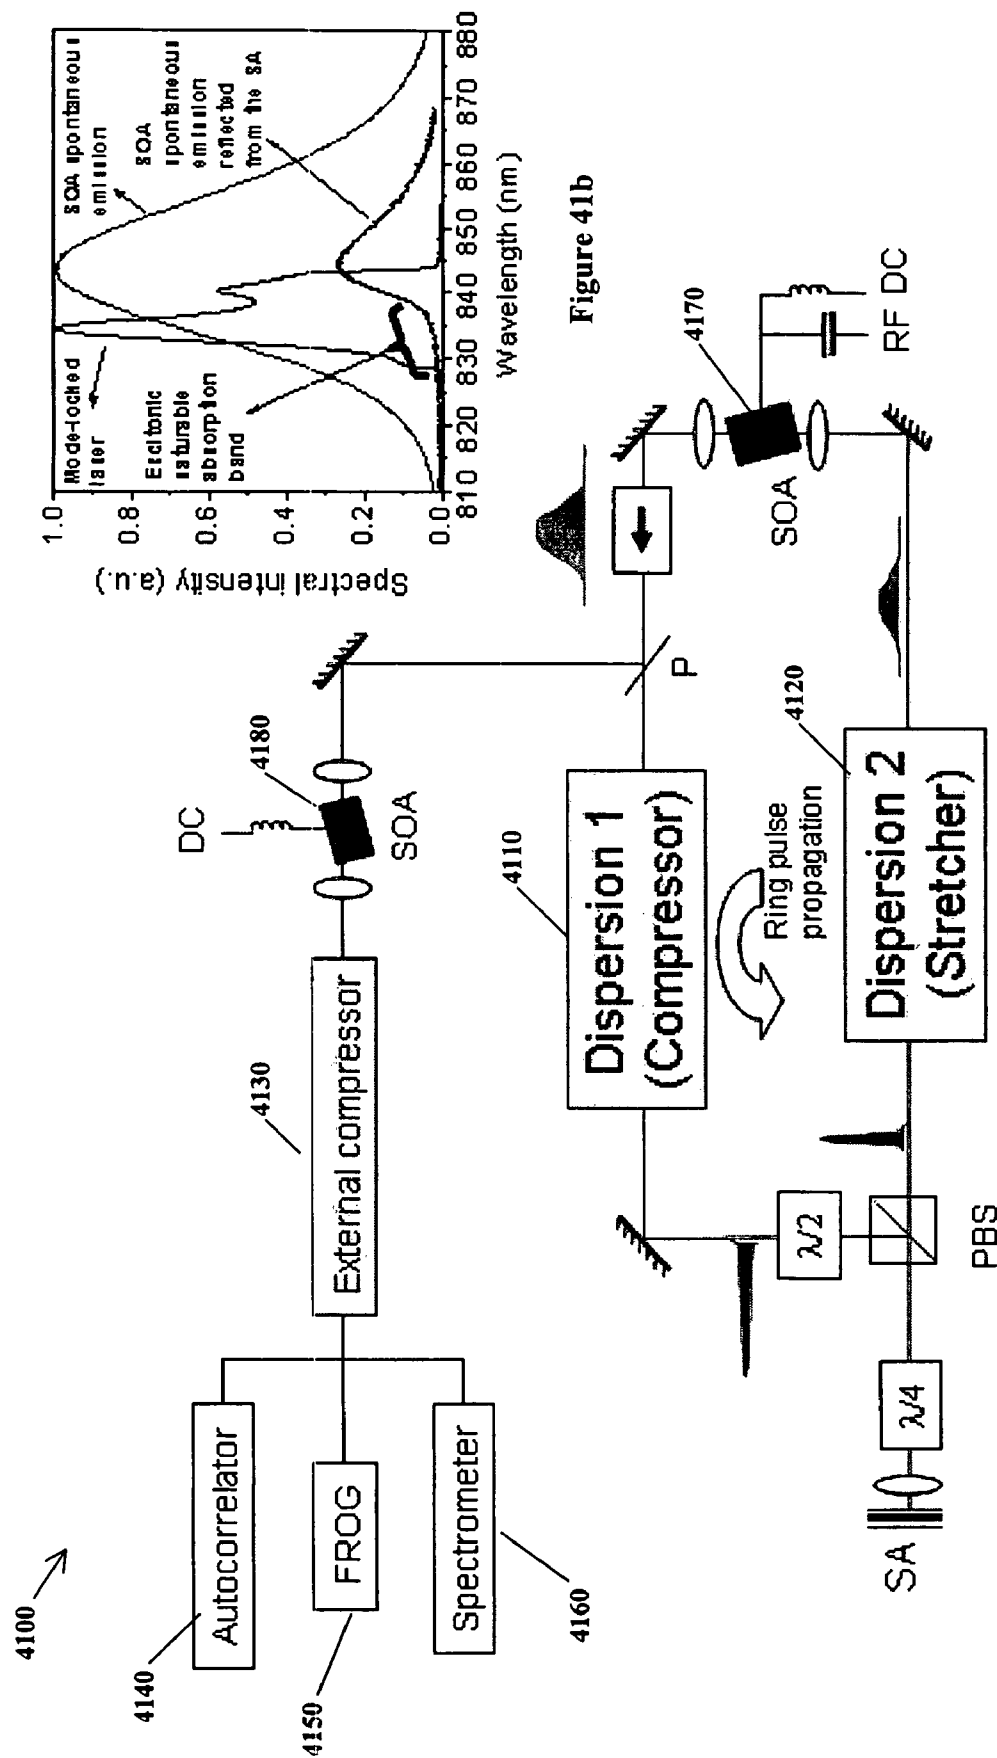 4100
4140
Autocorrelator
4150
FROG
4160
Spectrometer
4130
External compressor
DC
4180
SOA
P
4110
Dispersion 1
(Compressor)
Ring pulse
propagation
4120
Dispersion 2
(Stretcher)
λ/2
PBS
λ/4
SA
SOA
4170
RF DC
Figure 41b
Spectral intensity (a.u.)
1.0
0.8
0.6
0.4
0.2
0.0
810 820 830 840 850 860 870 880
Wavelength (nm)
Mode-locked
laser
Excitonic
saturable
absorption
band
SOA spontaneous
emission
SOA
spontaneous
emission
reflected
from the SA